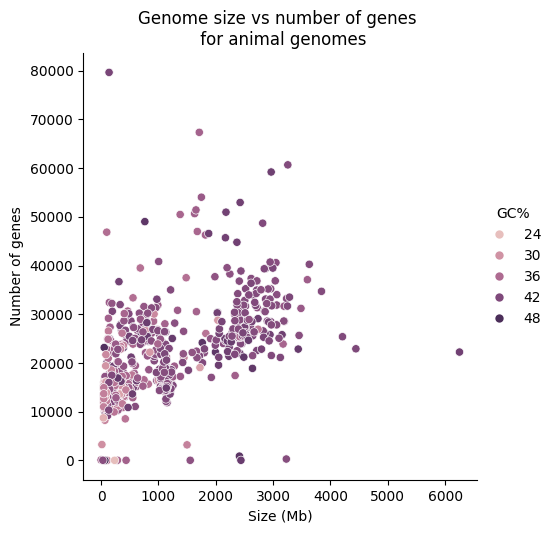 Genome size vs number of genes
for animal genomes
80000
70000
60000
50000
40000
30000
20000
10000
0
Number of genes
0 1000 2000 3000 4000 5000 6000
Size (Mb)
GC%
24
30
36
42
48